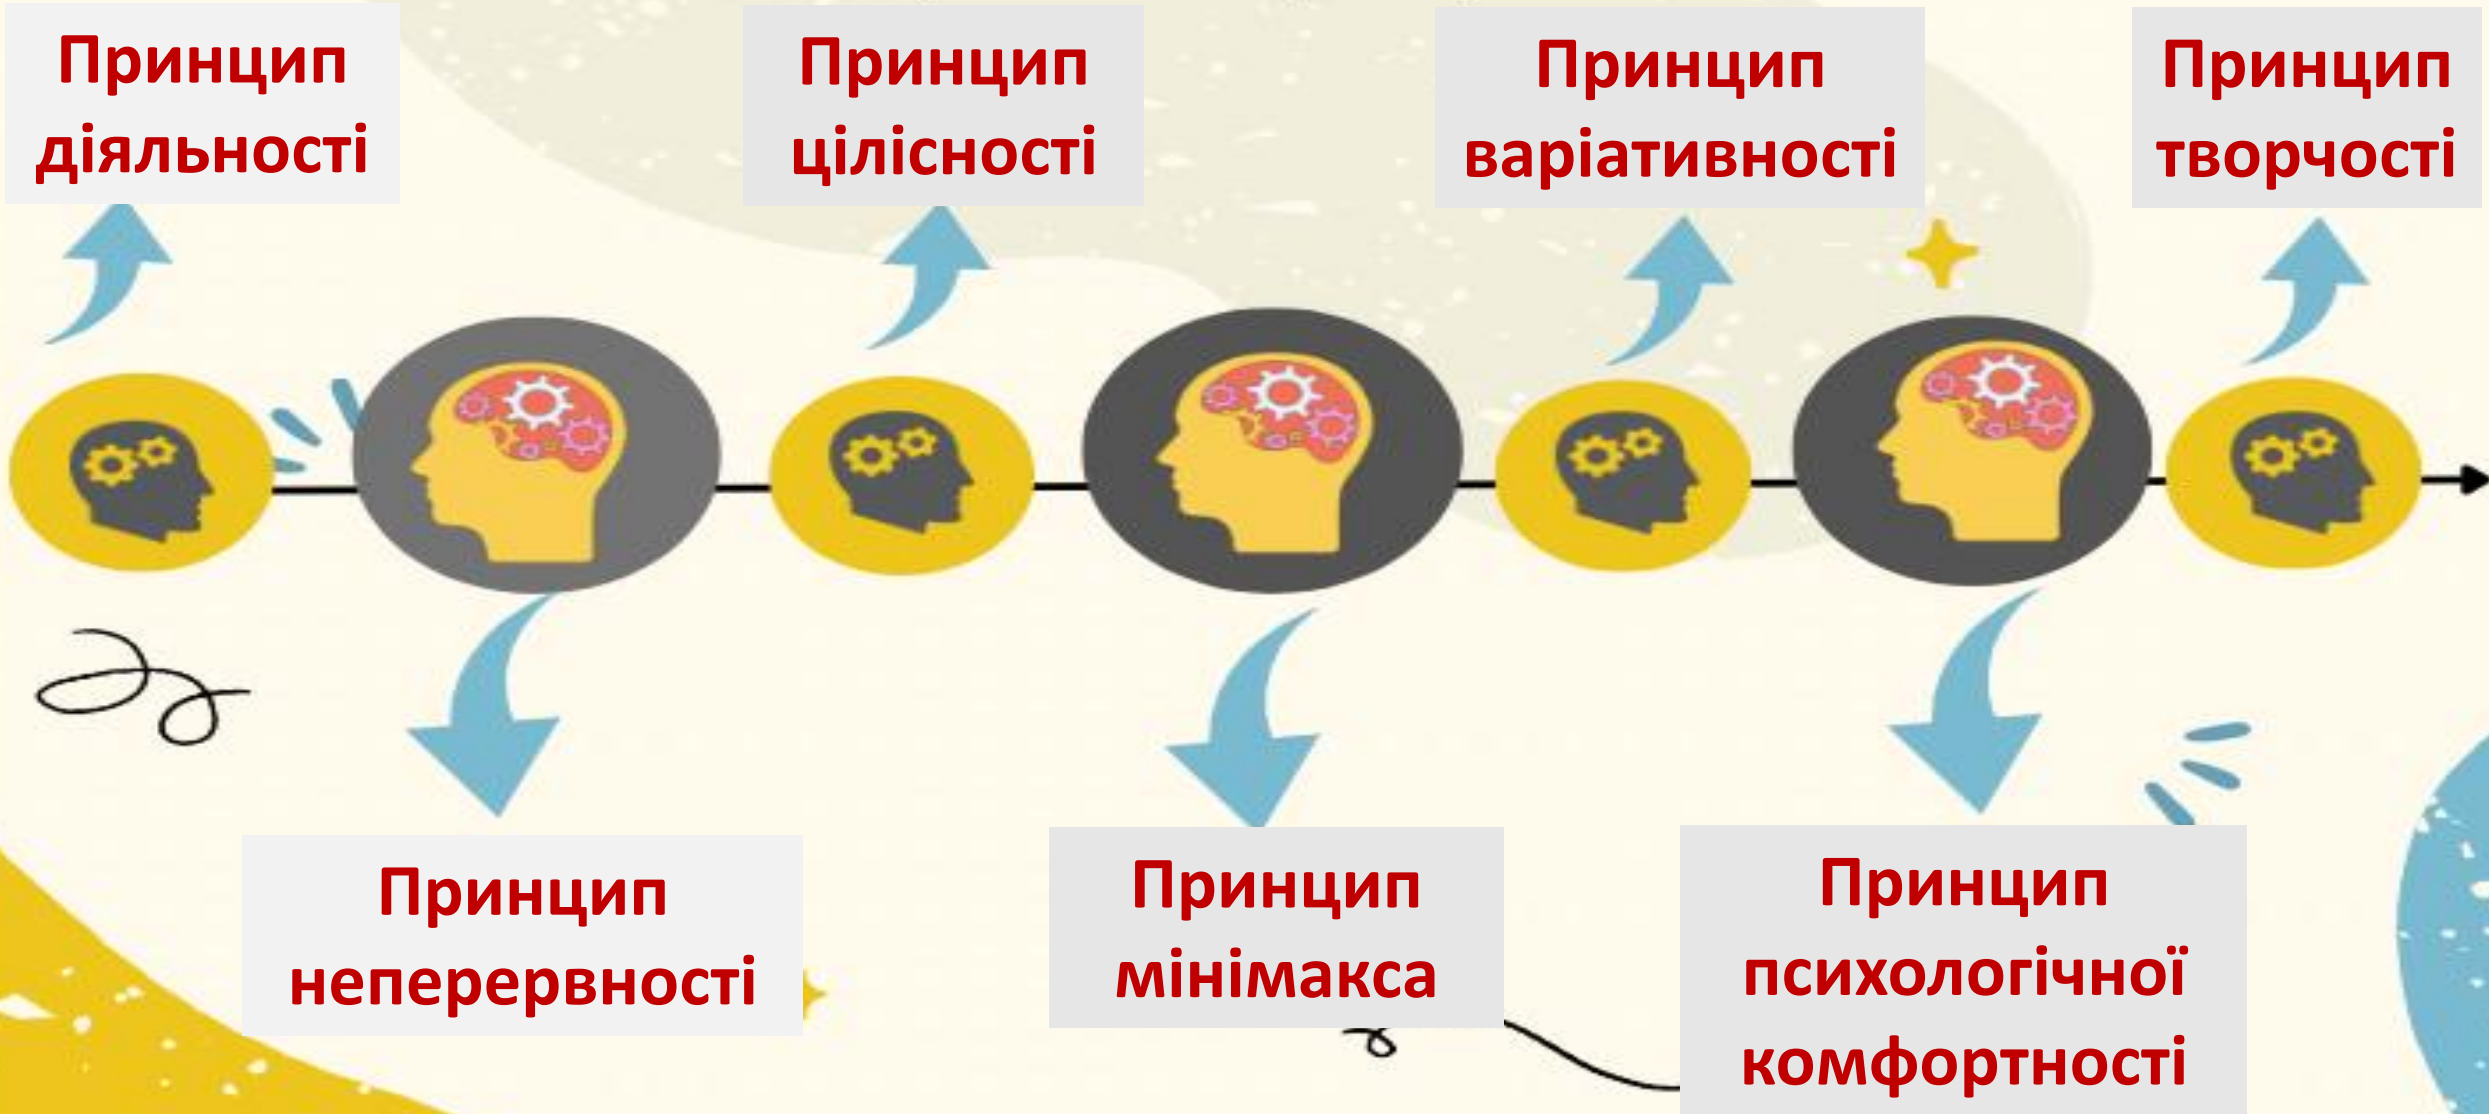 Принцип
діяльності
Принцип
цілісності
Принцип
варіативності
Принцип
творчості
Принцип
неперервності
Принцип
мінімакса
Принцип
психологічної
комфортності